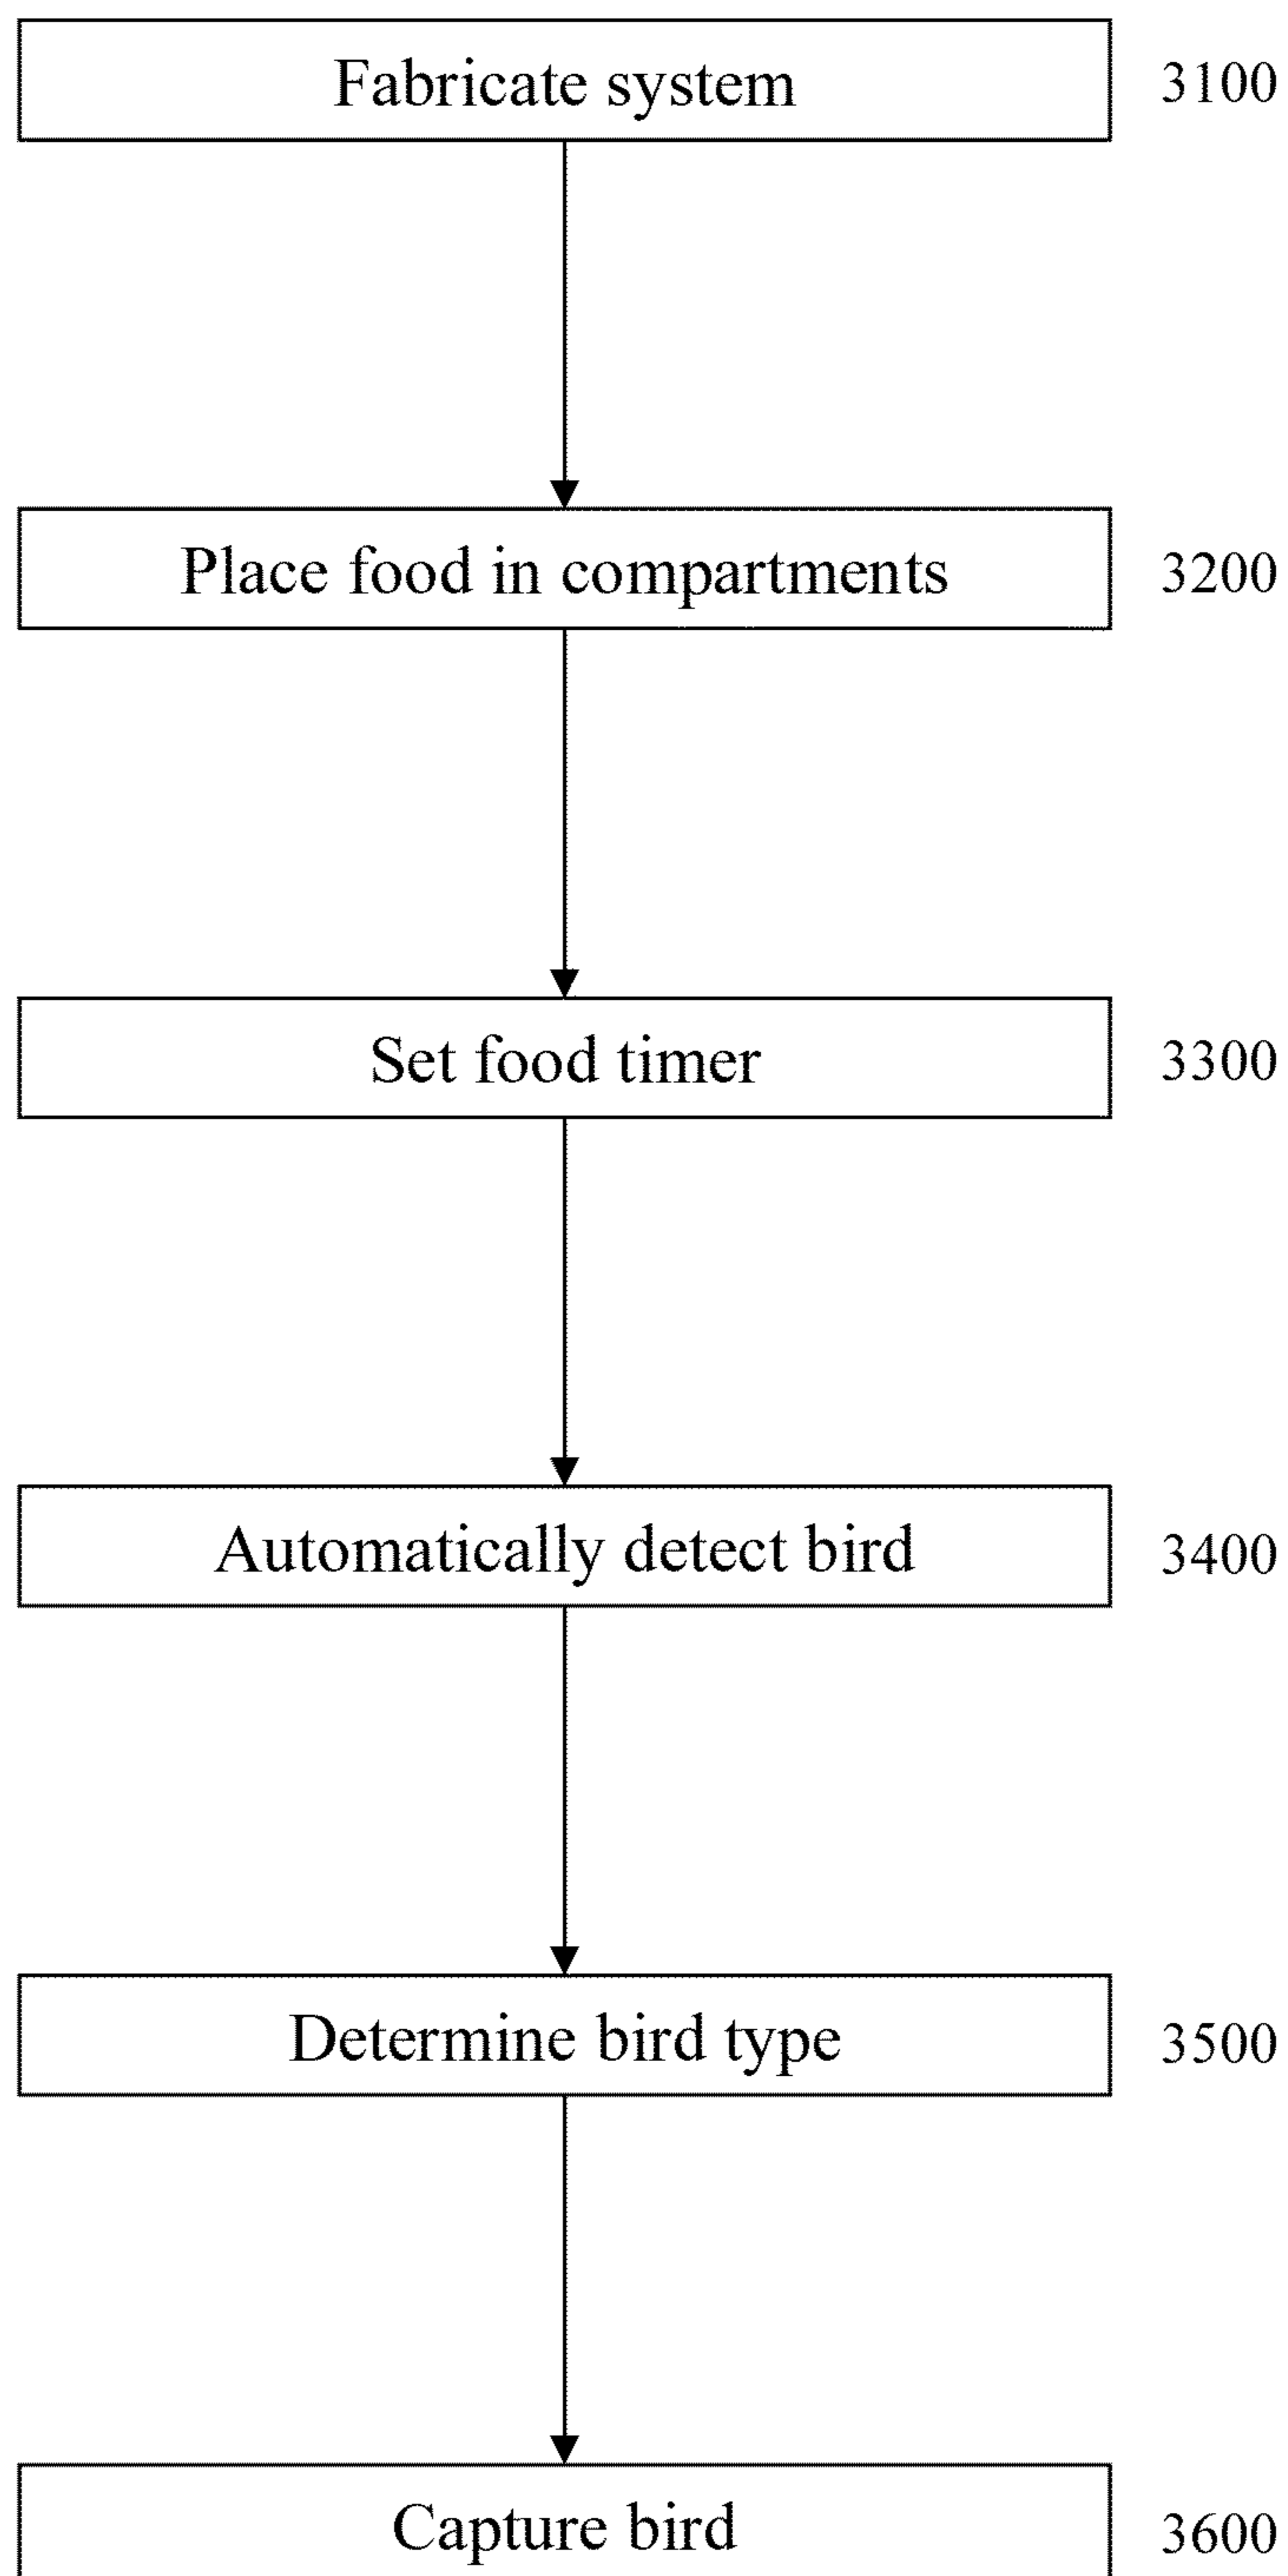 Fabricate system 3100
Place food in compartments 3200
Set food timer 3300
Automatically detect bird 3400
Determine bird type 3500
Capture bird 3600